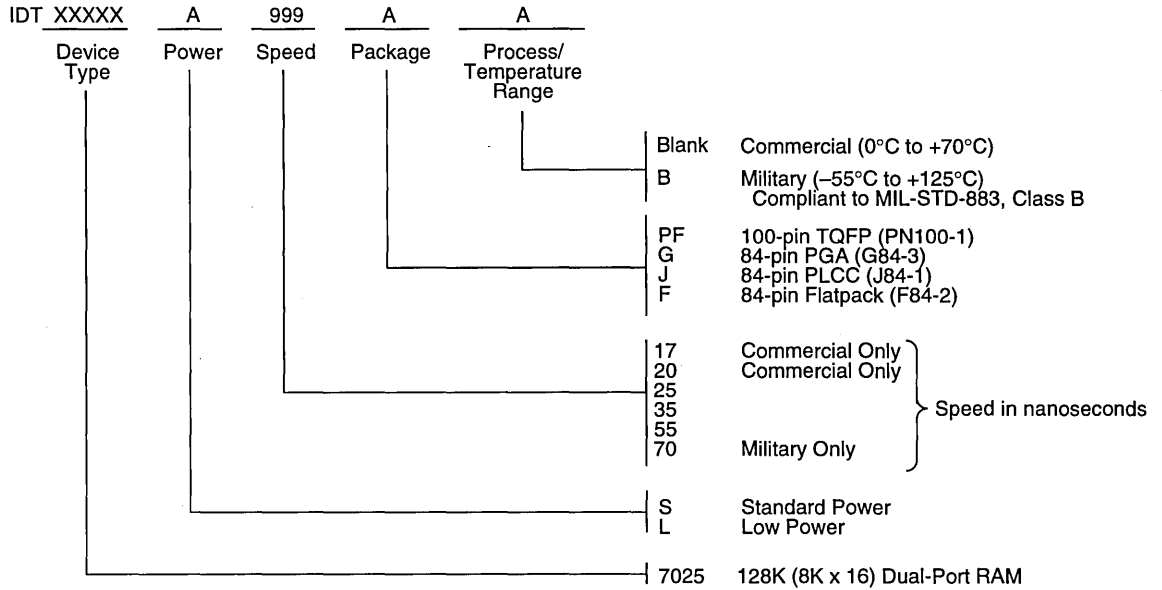 IDT XXXXX A 999 A A
Device Type Power Speed Package Process/ Temperature Range
Blank Commercial (0°C to +70°C)
B Military (–55°C to +125°C)
Compliant to MIL-STD-883, Class B
PF 100-pin TQFP (PN100-1)
G 84-pin PGA (G84-3)
J 84-pin PLCC (J84-1)
F 84-pin Flatpack (F84-2)
17 Commercial Only
20 Commercial Only
25
35
55
70 Military Only
Speed in nanoseconds
S Standard Power
L Low Power
7025 128K (8K x 16) Dual-Port RAM